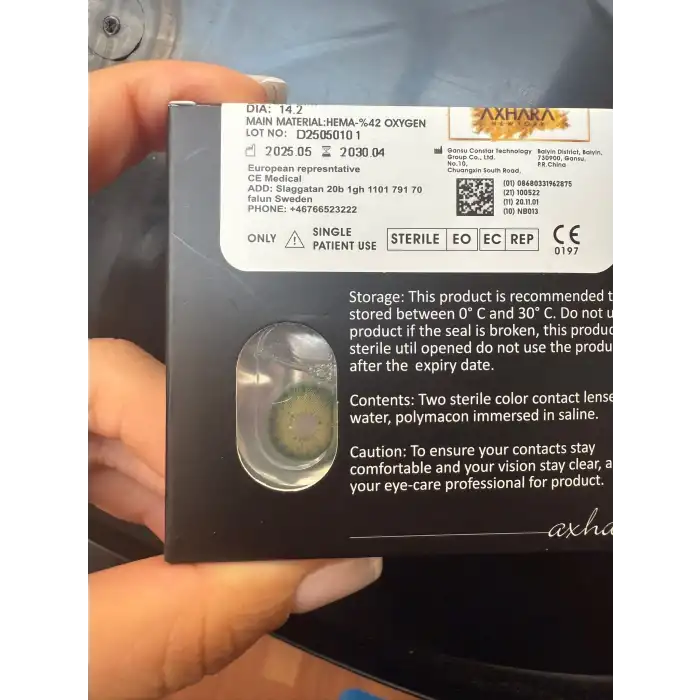 DIA: 14.2
MAIN MATERIAL:HEMA-%42 OXYGEN
LOT NO: D2505010 1
2025.05 2030.04
European represntative
CE Medical
ADD: Slaggatan 20b 1gh 1101 791 70
falun Sweden
PHONE: +46766523222
AXHARA
NEW YORK
Gansu Constar Technology
Group Co., Ltd.
No.10,
Chuangxin South Road,
Baiyin District, Baiyin,
730900, Gansu,
P.R.China
(01) 08680331962875
(21) 100522
(11) 20.11.01
(10) NB013
ONLY
SINGLE
PATIENT USE
STERILE EO EC REP
CE
0197
Storage: This product is recommended t
stored between 0° C and 30° C. Do not u
product if the seal is broken, this produc
sterile util opened do not use the produ
after the expiry date.
Contents: Two sterile color contact lense
water, polymacon immersed in saline.
Caution: To ensure your contacts stay
comfortable and your vision stay clear, a
your eye-care professional for product.
axha